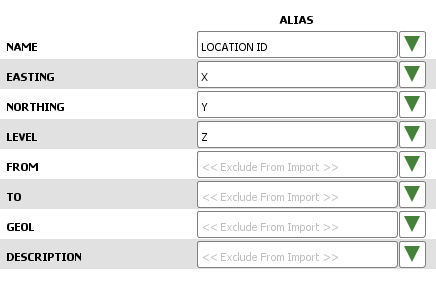 ALIAS
NAME LOCATION ID
EASTING X
NORTHING Y
LEVEL Z
FROM << Exclude From Import >>
TO << Exclude From Import >>
GEOL << Exclude From Import >>
DESCRIPTION << Exclude From Import >>